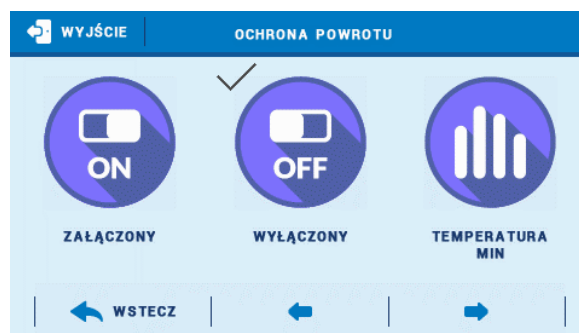 WYJŚCIE
OCHRONA POWROTU
ON
OFF
ZAŁĄCZONY
WYŁĄCZONY
TEMPERATURA
MIN
WSTECZ